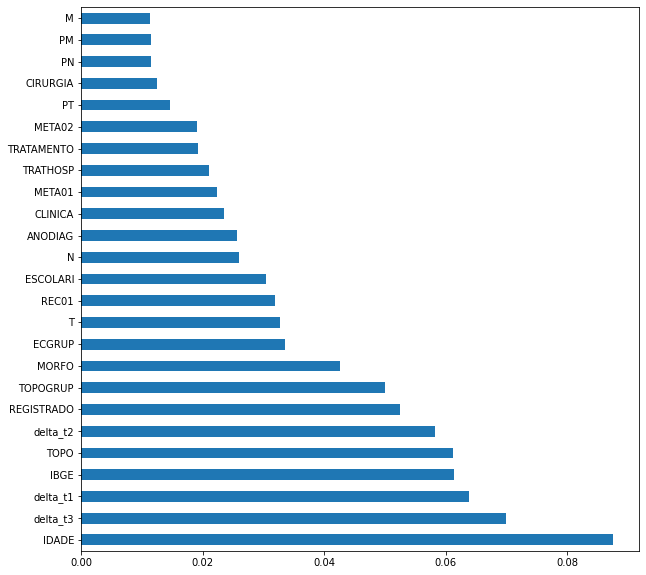 M
PM
PN
CIRURGIA
PT
META02
TRATAMENTO
TRATHOSP
META01
CLINICA
ANODIAG
N
ESCOLARI
REC01
T
ECGRUP
MORFO
TOPOGRUP
REGISTRADO
delta_t2
TOPO
IBGE
delta_t1
delta_t3
IDADE
0.00 0.02 0.04 0.06 0.08